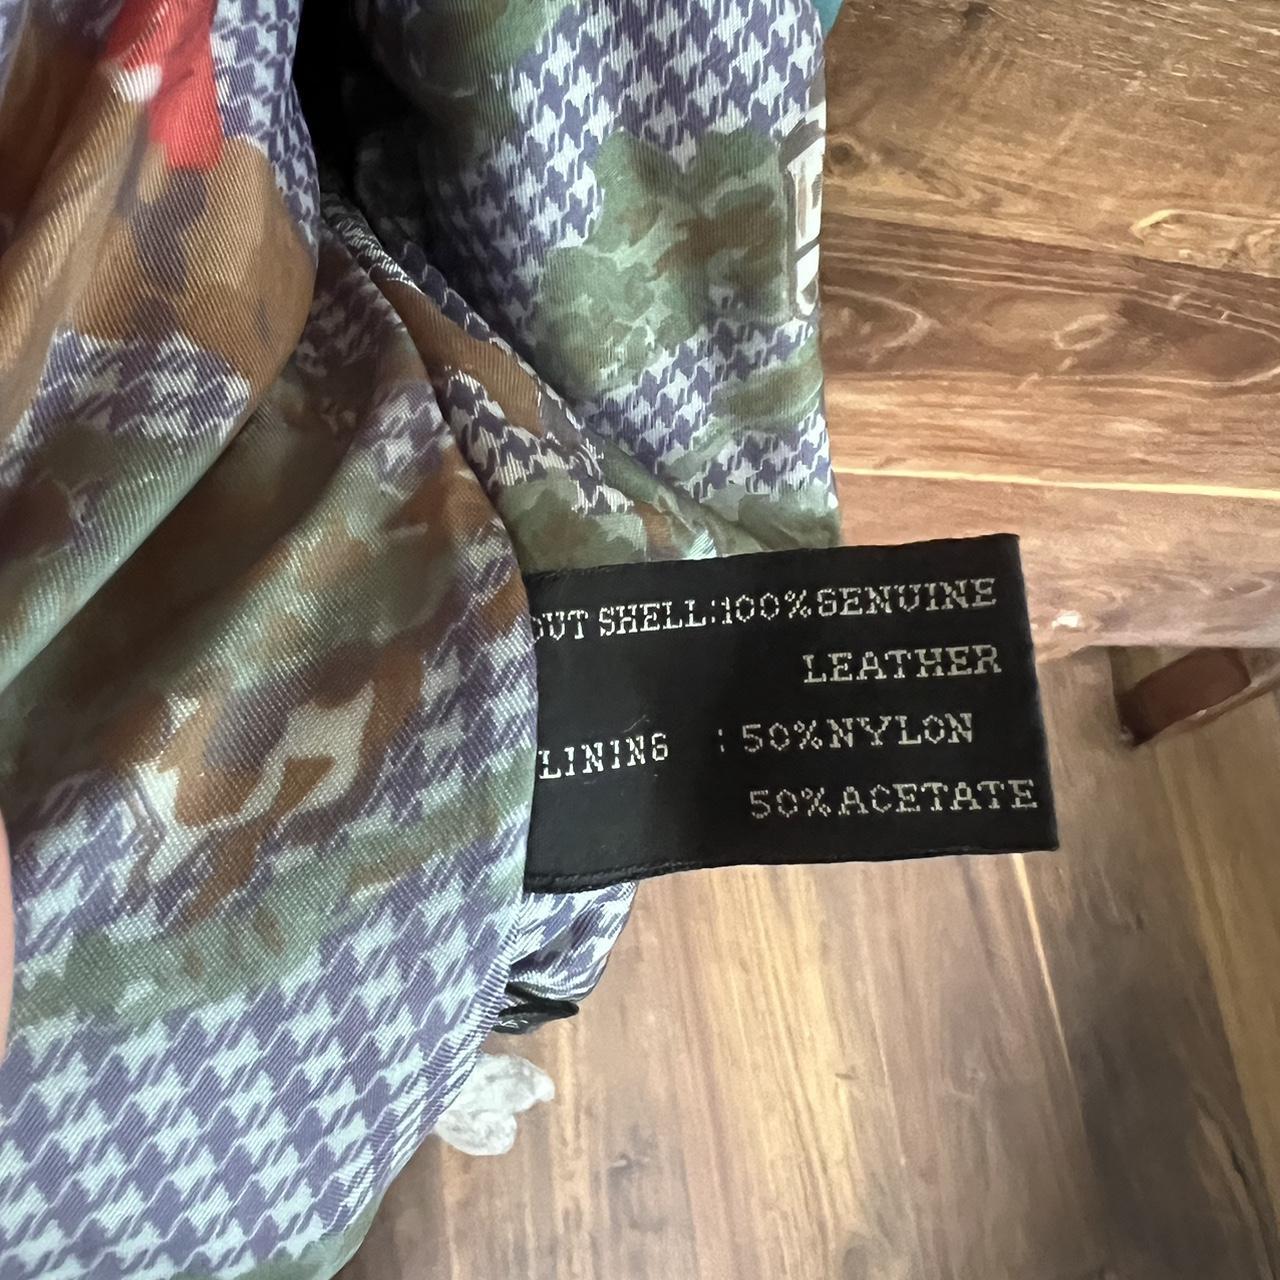 OUT SHELL:100%GENUINE
LEATHER
LINING : 50%NYLON
50%ACETATE